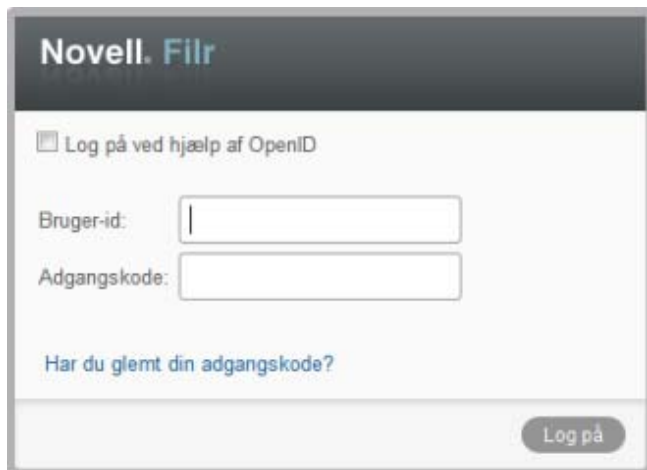 Novell. Filr
Log på ved hjælp af OpenID
Bruger-id:
Adgangskode:
Har du glemt din adgangskode?
Log på